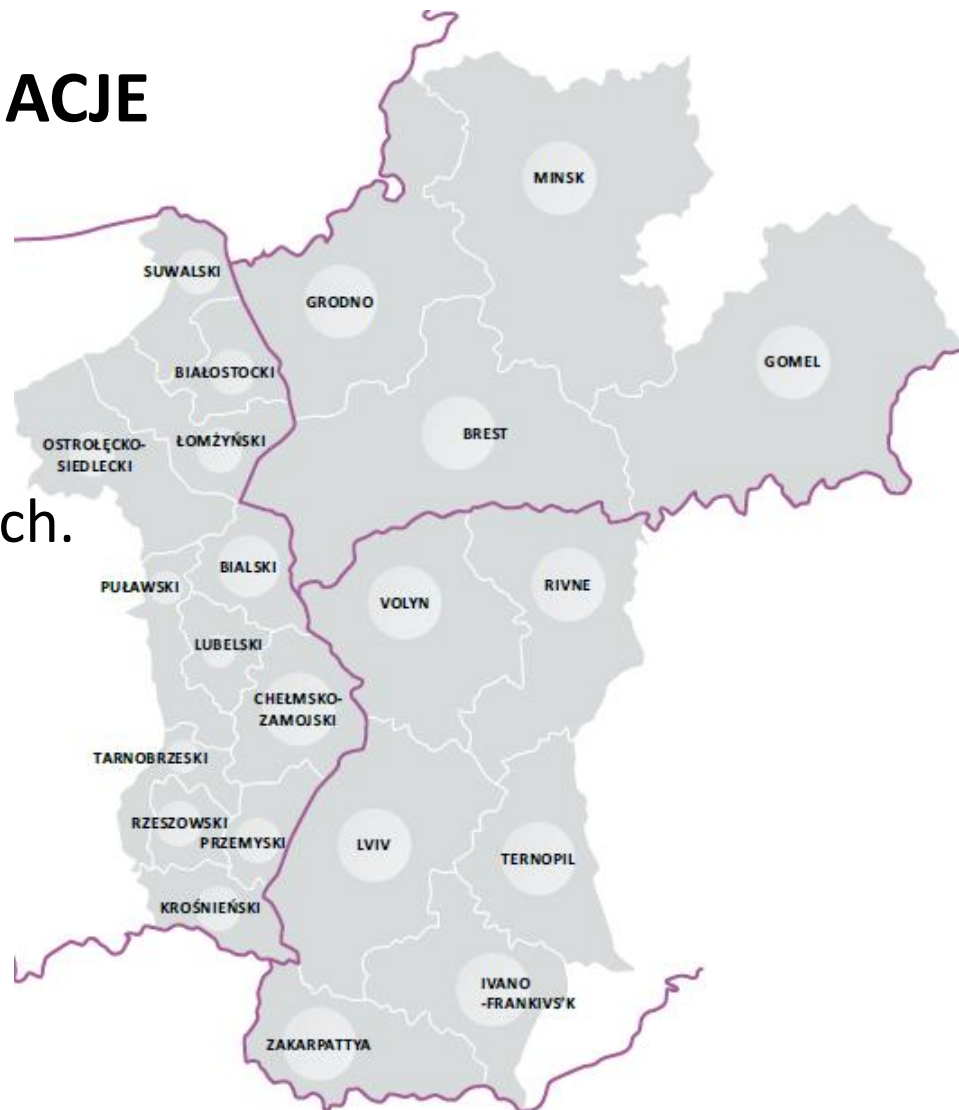 ACJE
MINSK
SUWALSKI
GRODNO
GOMEL
BIAŁOSTOCKI
BREST
ŁOMŻYŃSKI
OSTROŁĘCKO-
SIEDLECKI
ch.
BIALSKI
PUŁAWSKI
RIVNE
VOLYN
LUBELSKI
CHEŁMSKO-
ZAMOJSKI
TARNOBRZESKI
RZESZOWSKI
PRZEMYSKI
LVIV
TERNOPIL
KROŚNIEŃSKI
IVANO
-FRANKIVS'K
ZAKARPATTYA